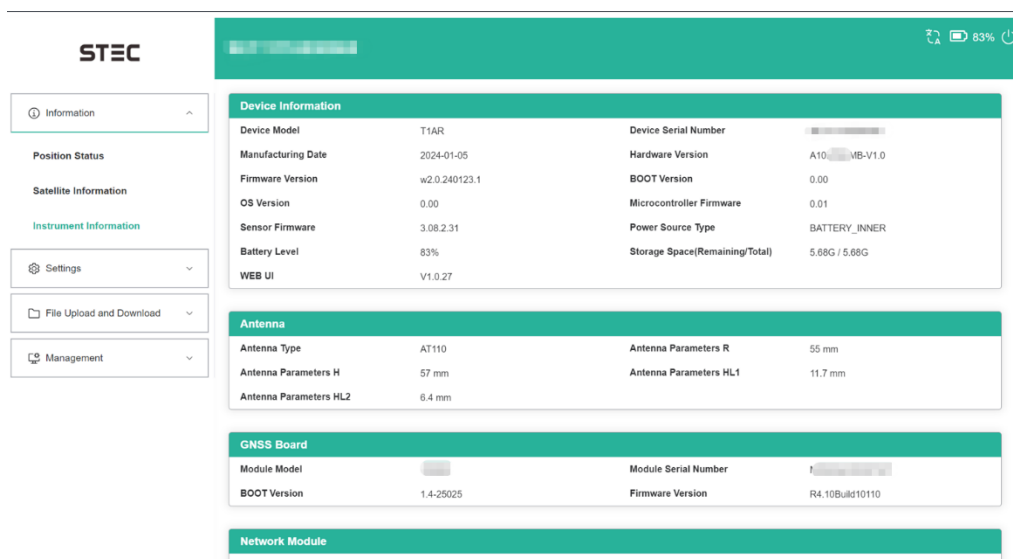 STEC
83%
Information
Position Status
Satellite Information
Instrument Information
Settings
File Upload and Download
Management
Device Information
Device Model T1AR Device Serial Number
Manufacturing Date 2024-01-05 Hardware Version A10 MB-V1.0
Firmware Version w2.0.240123.1 BOOT Version 0.00
OS Version 0.00 Microcontroller Firmware 0.01
Sensor Firmware 3.08.2.31 Power Source Type BATTERY_INNER
Battery Level 83% Storage Space(Remaining/Total) 5.68G / 5.68G
WEB UI V1.0.27
Antenna
Antenna Type AT110 Antenna Parameters R 55 mm
Antenna Parameters H 57 mm Antenna Parameters HL1 11.7 mm
Antenna Parameters HL2 6.4 mm
GNSS Board
Module Model Module Serial Number
BOOT Version 1.4-25025 Firmware Version R4.10Build10110
Network Module